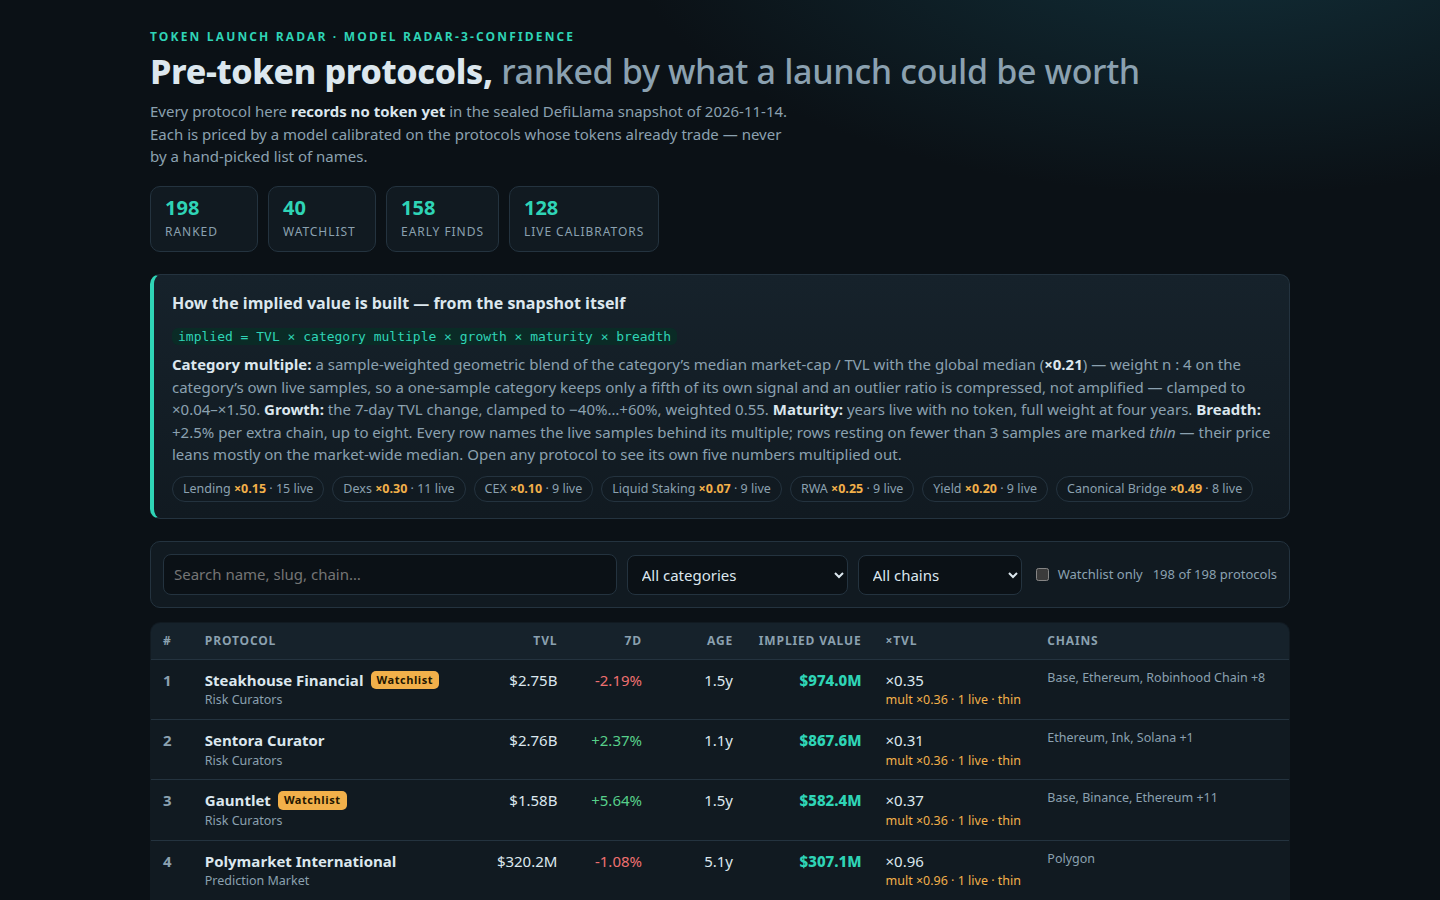 TOKEN LAUNCH RADAR · MODEL RADAR-3-CONFIDENCE
Pre-token protocols, ranked by what a launch could be worth
Every protocol here records no token yet in the sealed DefiLlama snapshot of 2026-11-14.
Each is priced by a model calibrated on the protocols whose tokens already trade — never
by a hand-picked list of names.
198 40 158 128
RANKED WATCHLIST EARLY FINDS LIVE CALIBRATORS
How the implied value is built — from the snapshot itself
implied = TVL × category multiple × growth × maturity × breadth
Category multiple: a sample-weighted geometric blend of the category’s median market-cap / TVL with the global median (×0.21) — weight n : 4 on the
category’s own live samples, so a one-sample category keeps only a fifth of its own signal and an outlier ratio is compressed, not amplified — clamped to
×0.04–×1.50. Growth: the 7-day TVL change, clamped to −40%…+60%, weighted 0.55. Maturity: years live with no token, full weight at four years. Breadth:
+2.5% per extra chain, up to eight. Every row names the live samples behind its multiple; rows resting on fewer than 3 samples are marked thin — their price
leans mostly on the market-wide median. Open any protocol to see its own five numbers multiplied out.
Lending ×0.15 · 15 live Dexs ×0.30 · 11 live CEX ×0.10 · 9 live Liquid Staking ×0.07 · 9 live RWA ×0.25 · 9 live Yield ×0.20 · 9 live Canonical Bridge ×0.49 · 8 live
Search name, slug, chain… All categories All chains Watchlist only 198 of 198 protocols
# PROTOCOL TVL 7D AGE IMPLIED VALUE ×TVL CHAINS
1 Steakhouse Financial Watchlist $2.75B -2.19% 1.5y $974.0M ×0.35 Base, Ethereum, Robinhood Chain +8
Risk Curators mult ×0.36 · 1 live · thin
2 Sentora Curator $2.76B +2.37% 1.1y $867.6M ×0.31 Ethereum, Ink, Solana +1
Risk Curators mult ×0.36 · 1 live · thin
3 Gauntlet Watchlist $1.58B +5.64% 1.5y $582.4M ×0.37 Base, Binance, Ethereum +11
Risk Curators mult ×0.36 · 1 live · thin
4 Polymarket International $320.2M -1.08% 5.1y $307.1M ×0.96 Polygon
Prediction Market mult ×0.96 · 1 live · thin